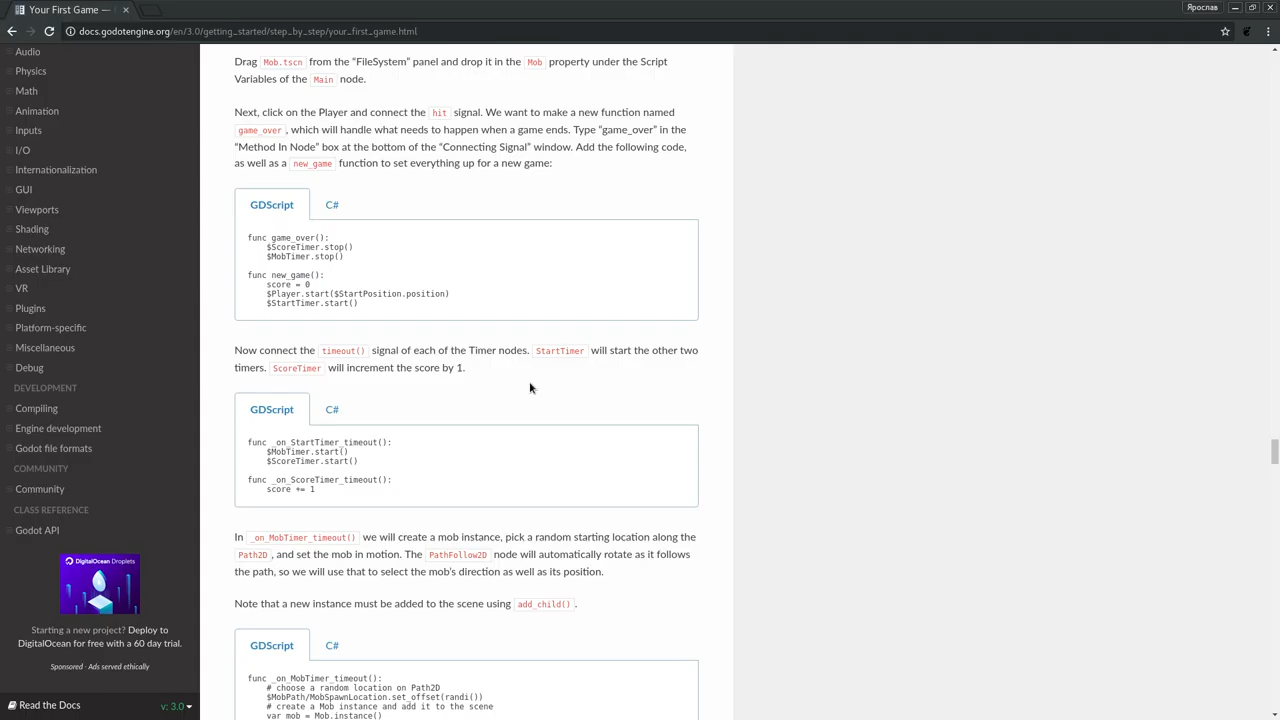 Your First Game —
Ярослав
docs.godotengine.org/en/3.0/getting_started/step_by_step/your_first_game.html
Audio
Physics
Math
Animation
Inputs
I/O
Internationalization
GUI
Viewports
Shading
Networking
Asset Library
VR
Plugins
Platform-specific
Miscellaneous
Debug
DEVELOPMENT
Compiling
Engine development
Godot file formats
COMMUNITY
Community
CLASS REFERENCE
Godot API
DigitalOcean Droplets
Starting a new project? Deploy to
DigitalOcean for free with a 60 day trial.
Sponsored · Ads served ethically
Read the Docs
v: 3.0
Drag Mob.tscn from the “FileSystem” panel and drop it in the Mob property under the Script
Variables of the Main node.
Next, click on the Player and connect the hit signal. We want to make a new function named
game_over , which will handle what needs to happen when a game ends. Type “game_over” in the
“Method In Node” box at the bottom of the “Connecting Signal” window. Add the following code,
as well as a new_game function to set everything up for a new game:
GDScript C#
func game_over():
$ScoreTimer.stop()
$MobTimer.stop()
func new_game():
score = 0
$Player.start($StartPosition.position)
$StartTimer.start()
Now connect the timeout() signal of each of the Timer nodes. StartTimer will start the other two
timers. ScoreTimer will increment the score by 1.
GDScript C#
func _on_StartTimer_timeout():
$MobTimer.start()
$ScoreTimer.start()
func _on_ScoreTimer_timeout():
score += 1
In _on_MobTimer_timeout() we will create a mob instance, pick a random starting location along the
Path2D , and set the mob in motion. The PathFollow2D node will automatically rotate as it follows
the path, so we will use that to select the mob’s direction as well as its position.
Note that a new instance must be added to the scene using add_child() .
GDScript C#
func _on_MobTimer_timeout():
# choose a random location on Path2D
$MobPath/MobSpawnLocation.set_offset(randi())
# create a Mob instance and add it to the scene
var mob = Mob.instance()